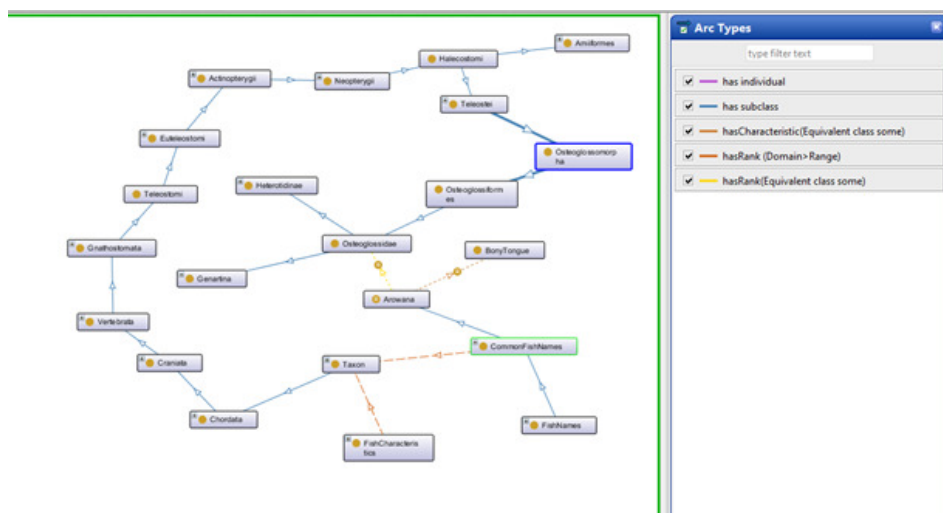 Arc Types
type filter text
has individual
has subclass
hasCharacteristic(Equivalent class some)
hasRank (Domain>Range)
hasRank(Equivalent class some)
Amiiformes
Halecostomi
Actinopterygii
Neopterygii
Teleostei
Euteleostomi
Osteoglossomorp
ha
Heterotidinae
Osteoglossiform
es
Teleostomi
Gnathostomata
Osteoglossidae
BonyTongue
Genartina
Arowana
Vertebrata
CommonFishNames
Craniata
Taxon
Chordata
FishNames
FishCharacteris
tics